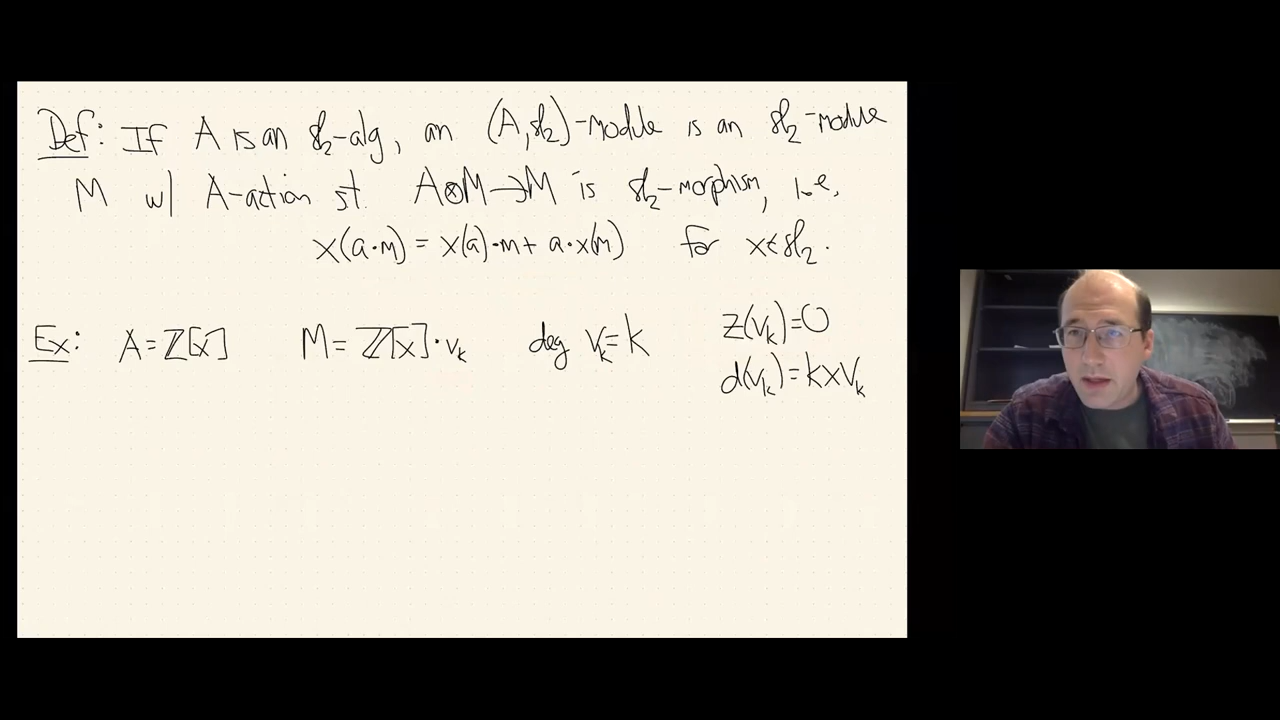 Def: If A is an sl₂-alg, an (A,sl₂)-module is an sl₂-module
M w/ A-action st. A⊗M→M is sl₂-morphism, i.e,
x(a·m) = x(a)·m + a·x(m) for x∈sl₂.
Ex: A=ℤ[x] M=ℤ[x]·vₖ deg vₖ=k z(vₖ)=0
d(vₖ)=kxvₖ